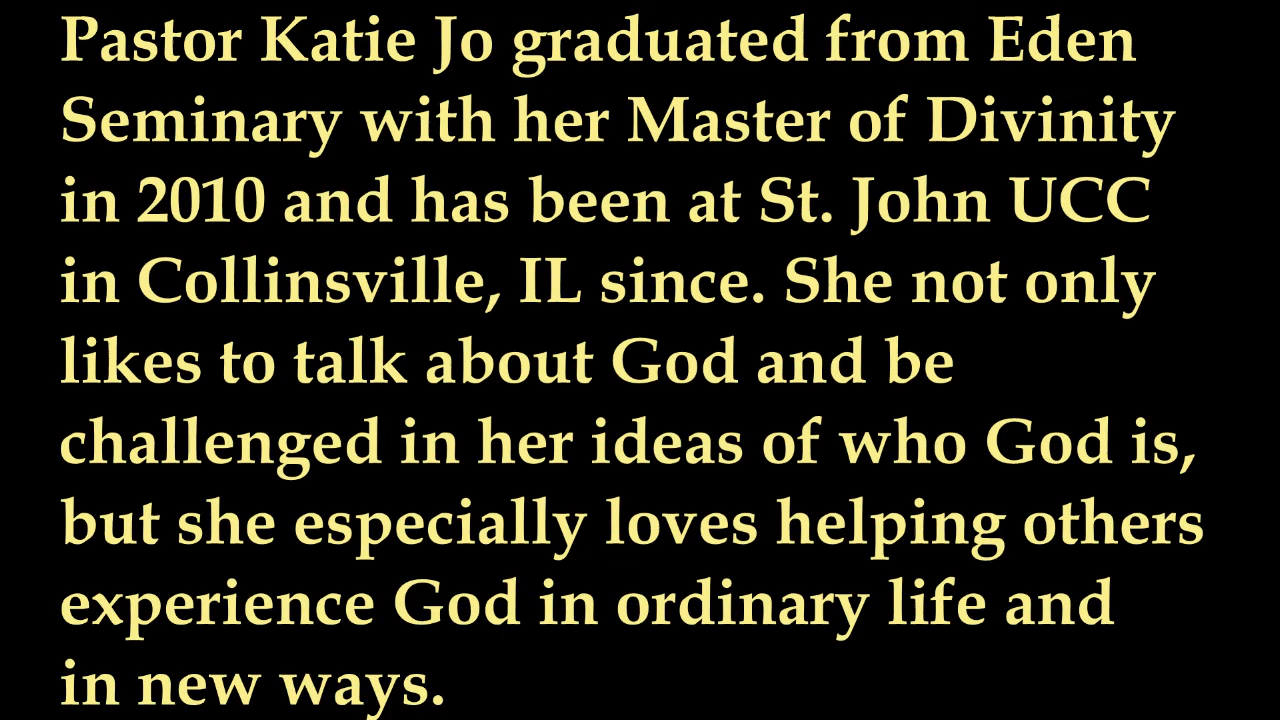 Pastor Katie Jo graduated from Eden
Seminary with her Master of Divinity
in 2010 and has been at St. John UCC
in Collinsville, IL since. She not only
likes to talk about God and be
challenged in her ideas of who God is,
but she especially loves helping others
experience God in ordinary life and
in new ways.